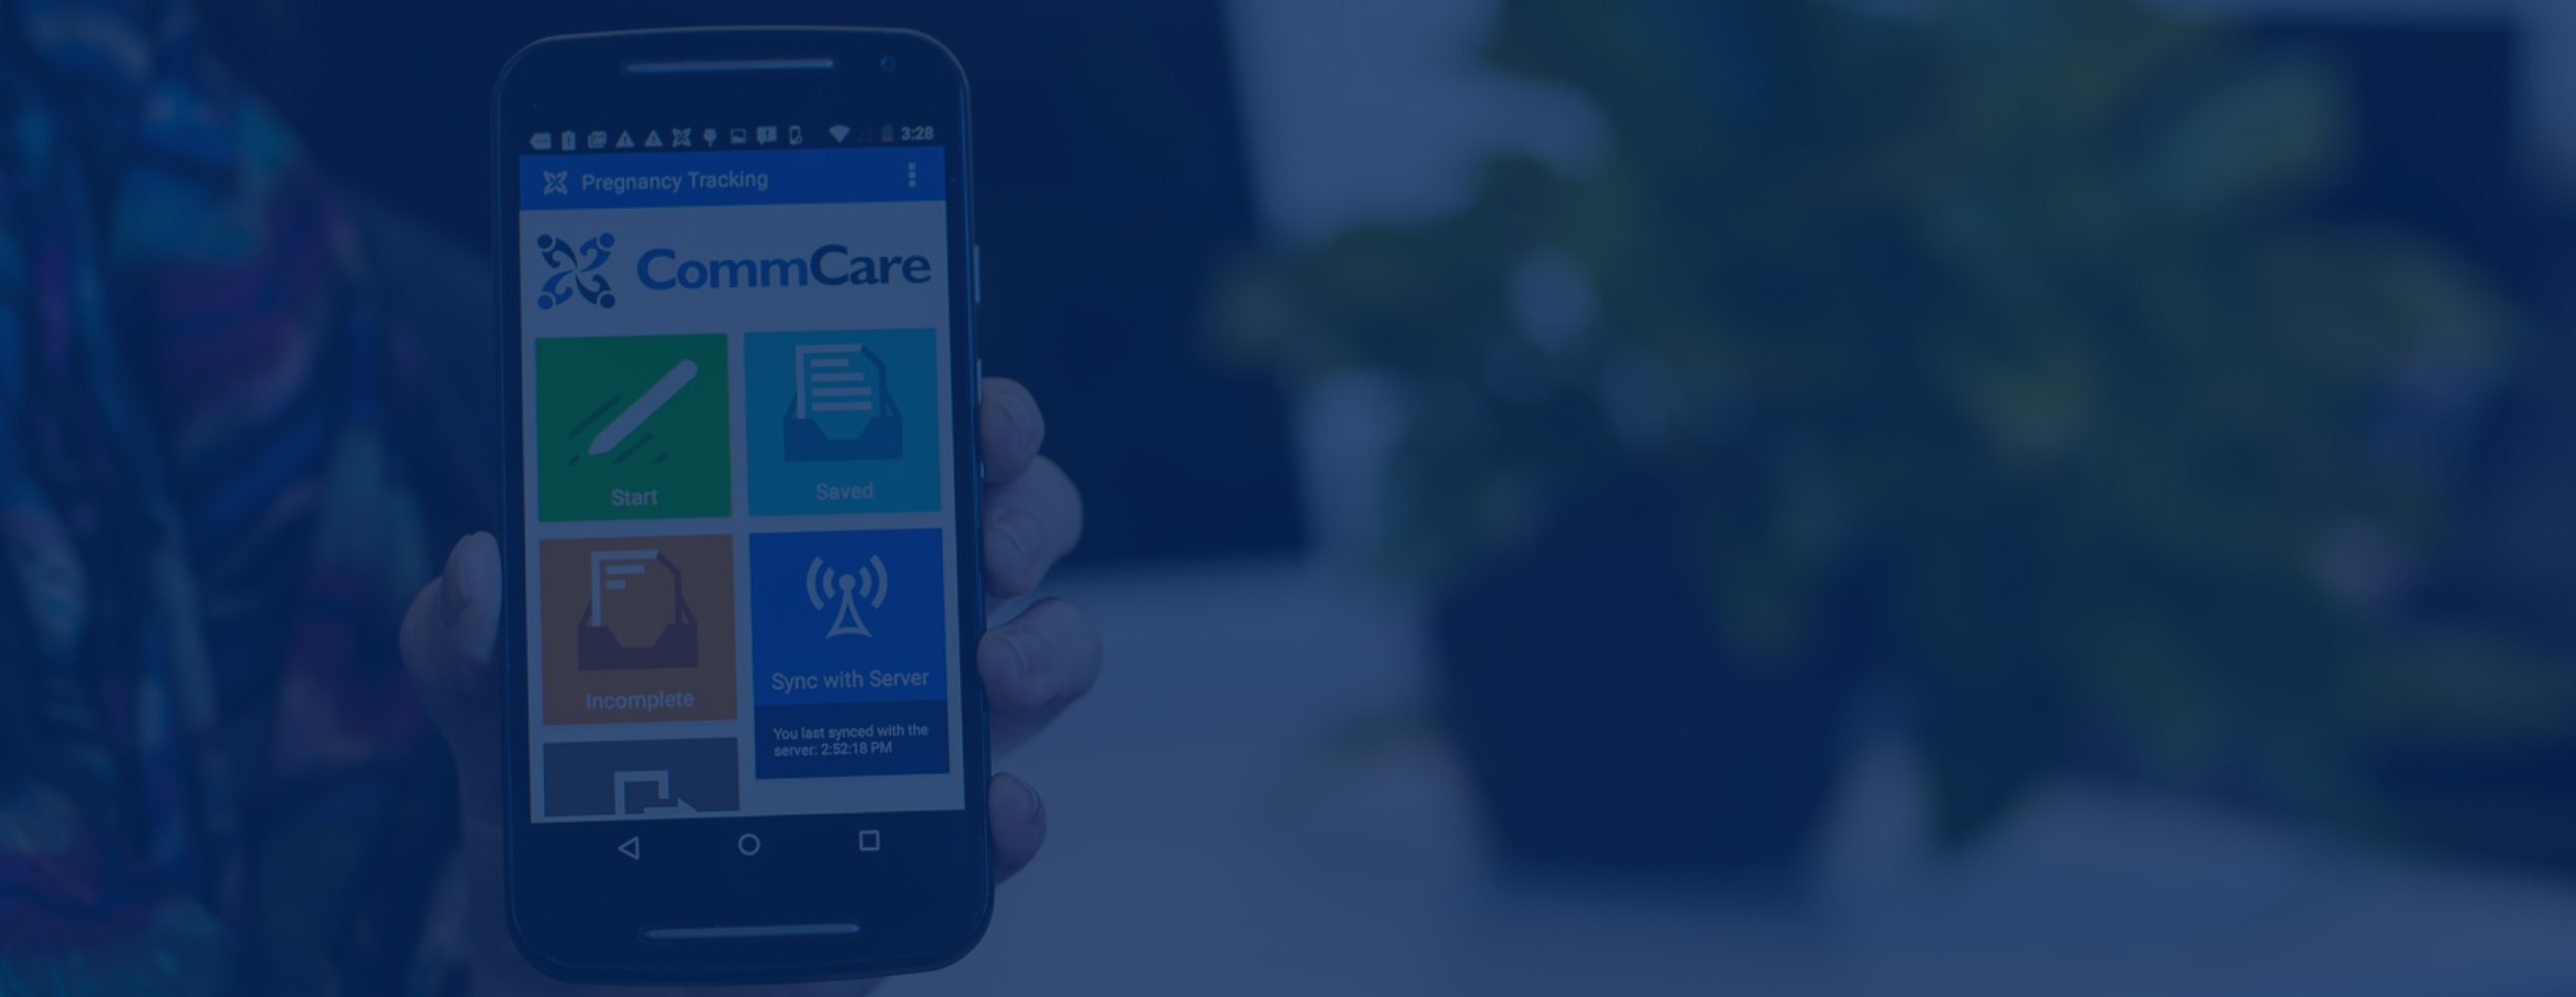 3:28
Pregnancy Tracking
CommCare
Start
Saved
Incomplete
Sync with Server
You last synced with the
server: 2:52:18 PM